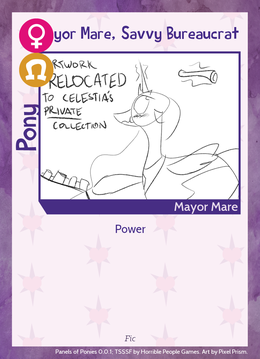 yor Mare, Savvy Bureaucrat
Pony
RTWORK
RELOCATED
TO CELESTIA'S
PRIVATE
COLLECTION
Mayor Mare
Power
Fic
Panels of Ponies 0.0.1; TSSSF by Horrible People Games. Art by Pixel Prism.